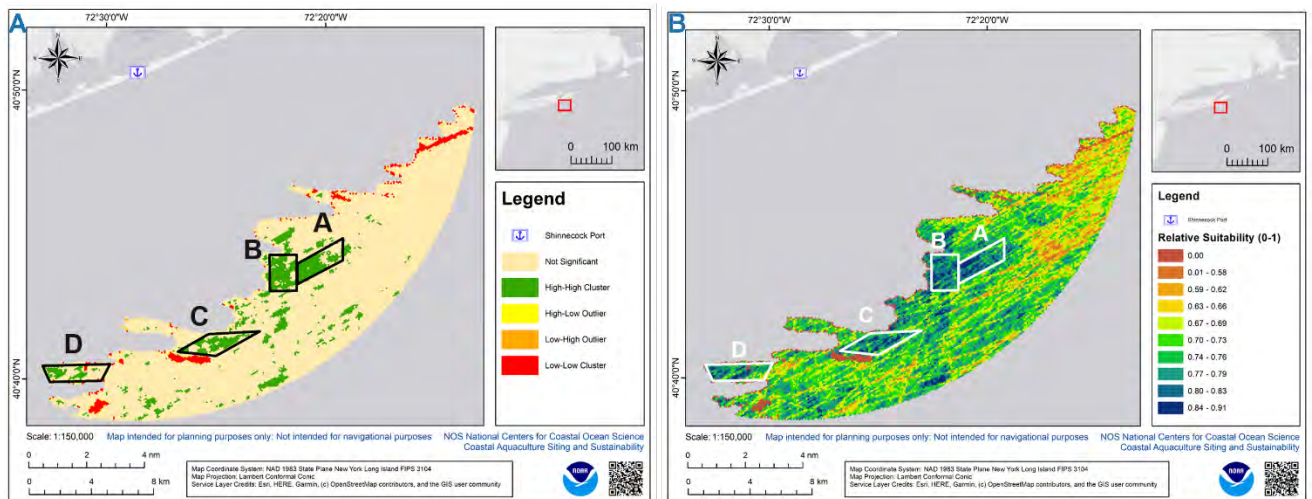 A
72°30'0"W
72°20'0"W
N
E
S
W
40°50'0"N
40°40'0"N
A
B
C
D
0 100 km
Legend
Shinnecock Port
Not Significant
High-High Cluster
High-Low Outlier
Low-High Outlier
Low-Low Cluster
Scale: 1:150,000
Map intended for planning purposes only: Not intended for navigational purposes
NOS National Centers for Coastal Ocean Science
Coastal Aquaculture Siting and Sustainability
0 1 2 4 nm
0 2 4 8 km
Map Coordinate System: NAD 1983 State Plane New York Long Island FIPS 3104
Map Projection: Lambert Conformal Conic
Service Layer Credits: Esri, HERE, Garmin, (c) OpenStreetMap contributors, and the GIS user community
NOAA
B
72°30'0"W
72°20'0"W
N
E
S
W
40°50'0"N
40°40'0"N
A
B
C
D
0 100 km
Legend
Shinnecock Port
Relative Suitability (0-1)
0.00
0.01 - 0.58
0.59 - 0.62
0.63 - 0.66
0.67 - 0.69
0.70 - 0.73
0.74 - 0.76
0.77 - 0.79
0.80 - 0.83
0.84 - 0.91
Scale: 1:150,000
Map intended for planning purposes only: Not intended for navigational purposes
NOS National Centers for Coastal Ocean Science
Coastal Aquaculture Siting and Sustainability
0 1 2 4 nm
0 2 4 8 km
Map Coordinate System: NAD 1983 State Plane New York Long Island FIPS 3104
Map Projection: Lambert Conformal Conic
Service Layer Credits: Esri, HERE, Garmin, (c) OpenStreetMap contributors, and the GIS user community
NOAA